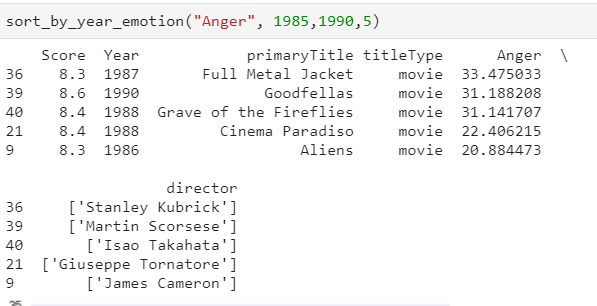 sort_by_year_emotion("Anger", 1985,1990,5)
Score Year primaryTitle titleType Anger \
36 8.3 1987 Full Metal Jacket movie 33.475033
39 8.6 1990 Goodfellas movie 31.188208
40 8.4 1988 Grave of the Fireflies movie 31.141707
21 8.4 1988 Cinema Paradiso movie 22.406215
9 8.3 1986 Aliens movie 20.884473
director
36 ['Stanley Kubrick']
39 ['Martin Scorsese']
40 ['Isao Takahata']
21 ['Giuseppe Tornatore']
9 ['James Cameron']